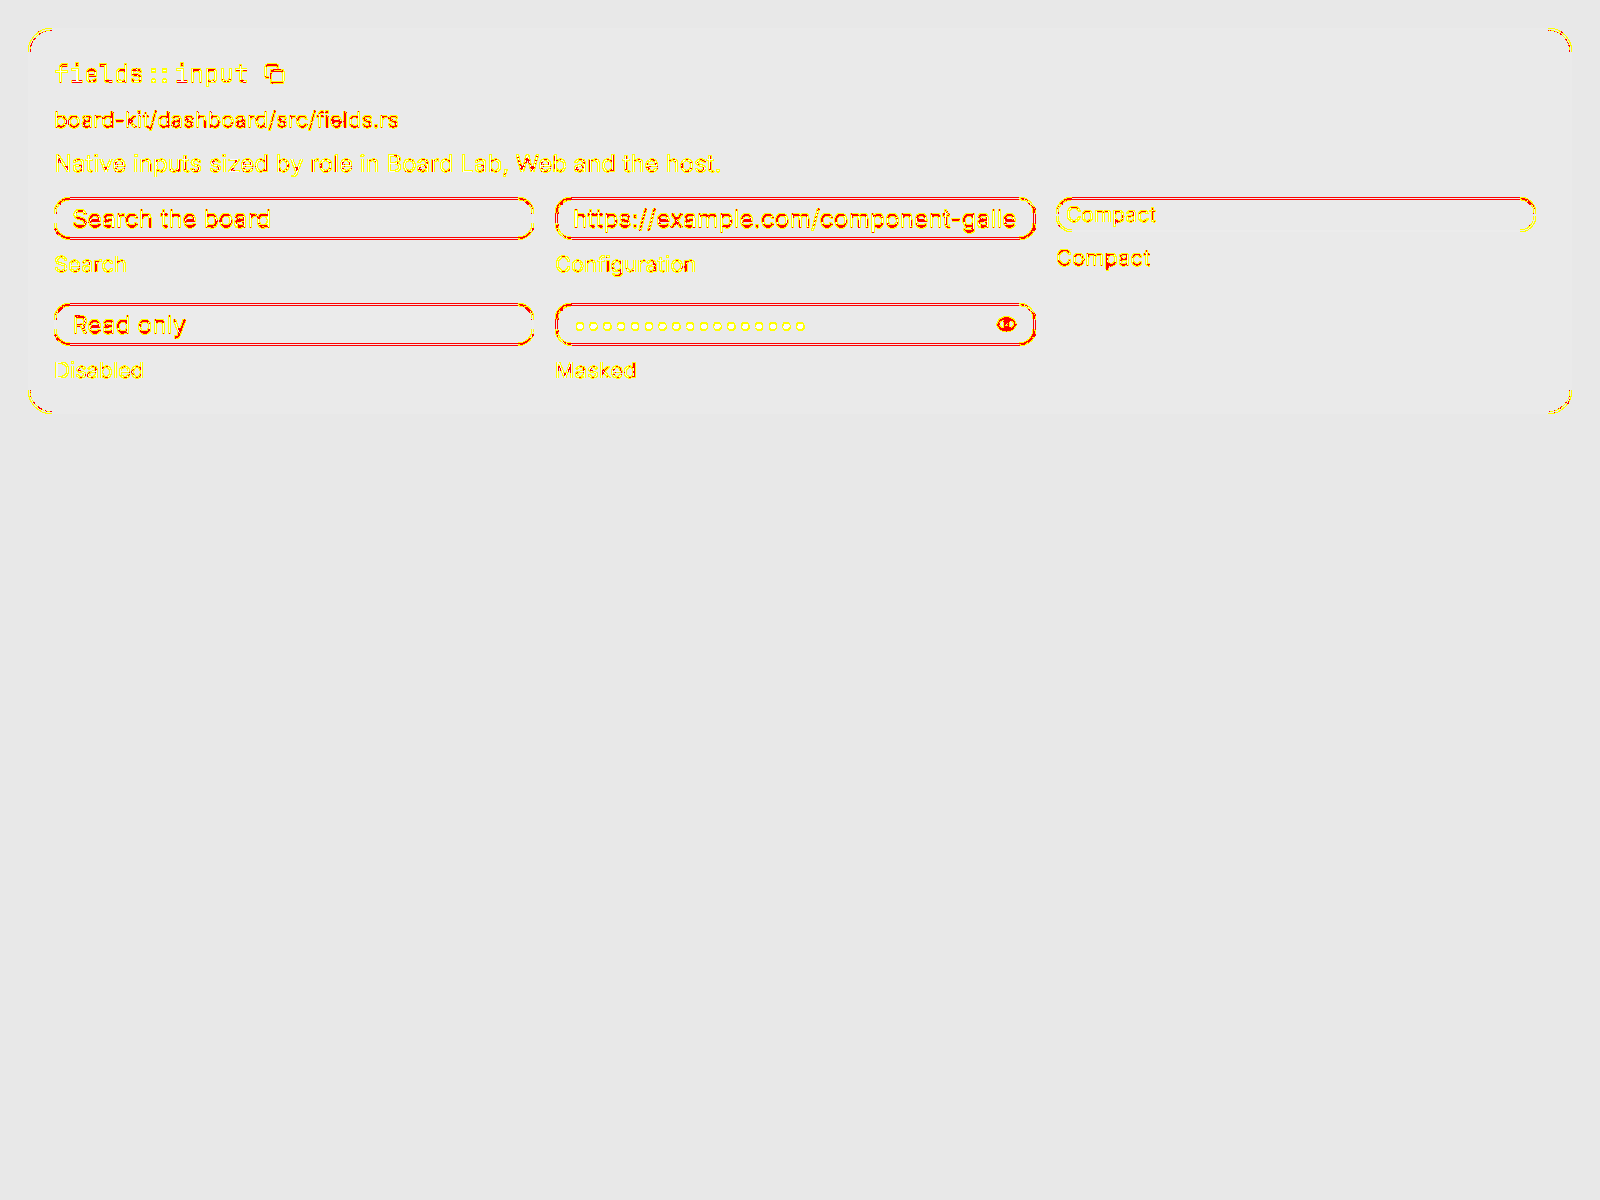 fields::input
board-kit/dashboard/src/fields.rs
Native inputs sized by role in Board Lab, Web and the host.
Search the board
https://example.com/component-galle
Compact
Search
Configuration
Compact
Read only
Disabled
Masked